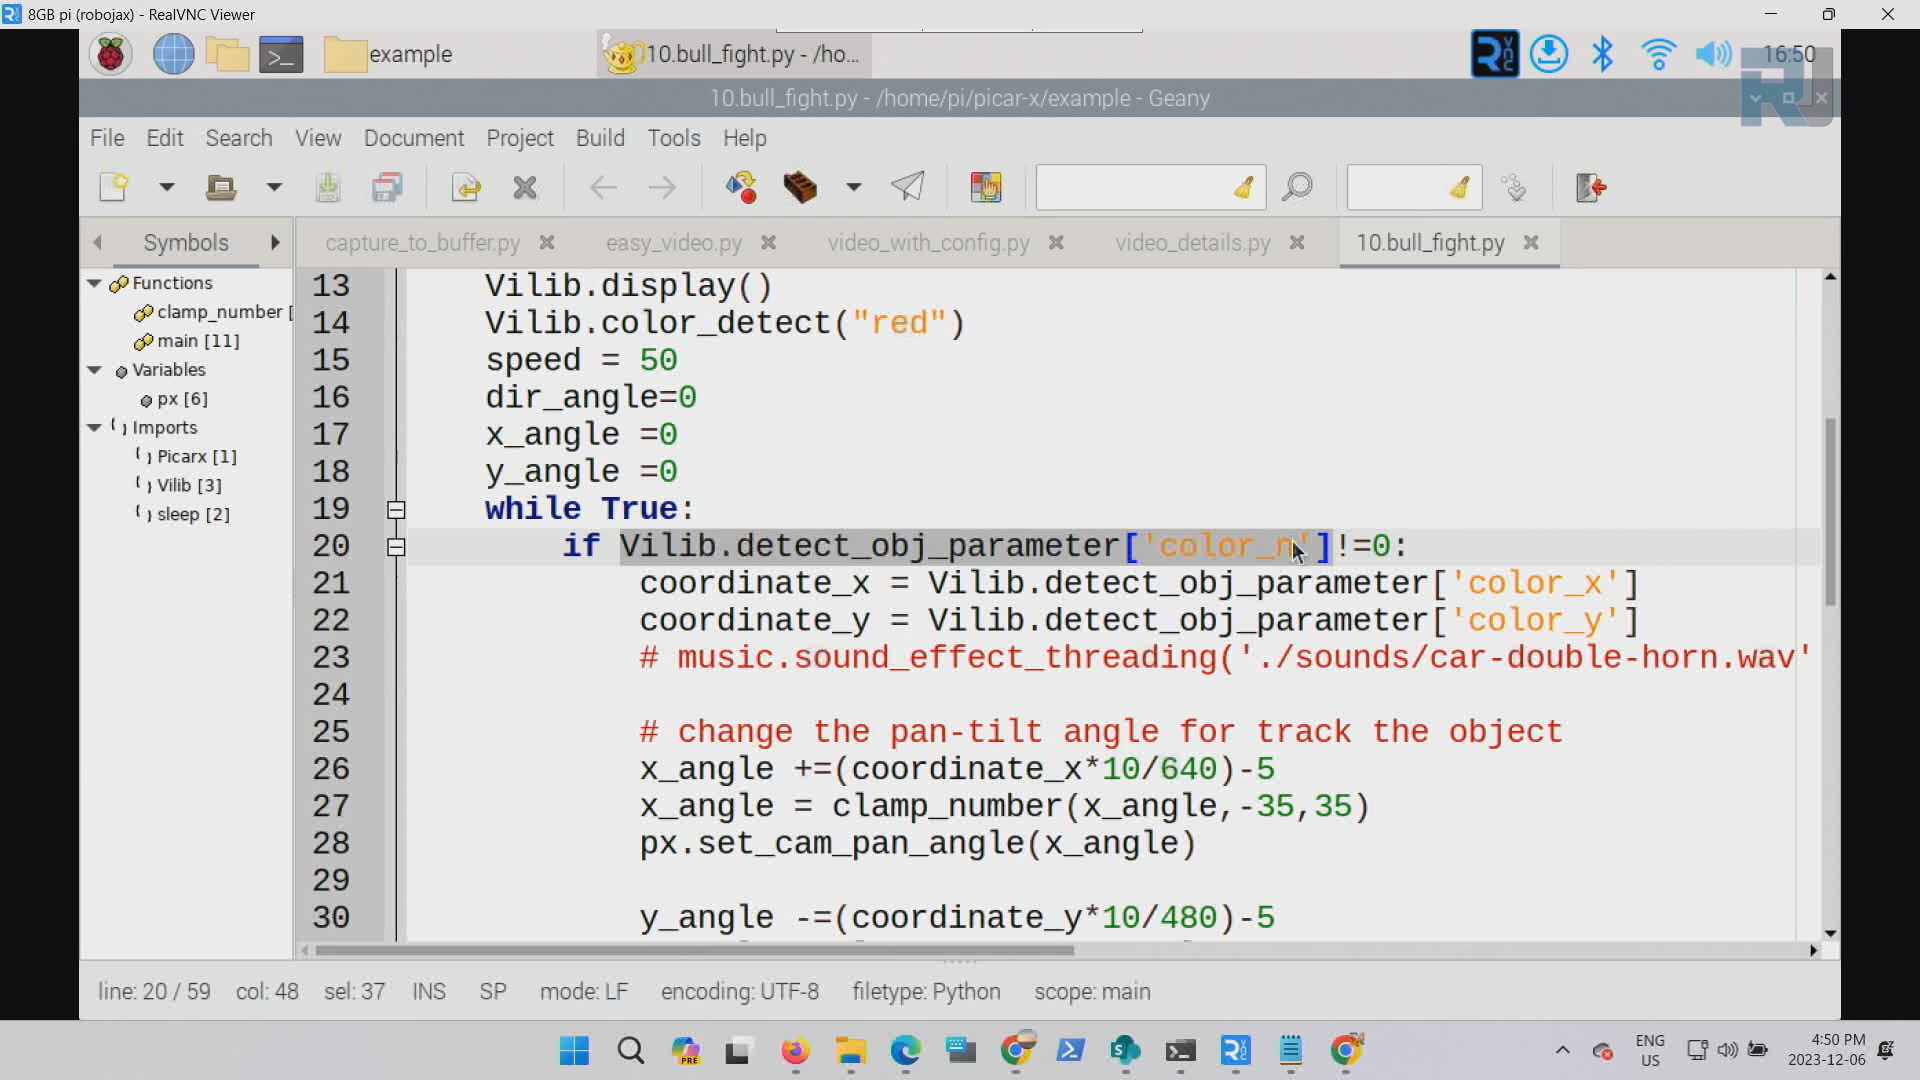 8GB pi (robojax) - RealVNC Viewer
example
10.bull_fight.py - /ho...
16:50
10.bull_fight.py - /home/pi/picar-x/example - Geany
File Edit Search View Document Project Build Tools Help
Symbols
capture_to_buffer.py
easy_video.py
video_with_config.py
video_details.py
10.bull_fight.py
Functions
clamp_number [
main [11]
Variables
px [6]
Imports
Picarx [1]
Vilib [3]
sleep [2]
13 Vilib.display()
14 Vilib.color_detect("red")
15 speed = 50
16 dir_angle=0
17 x_angle =0
18 y_angle =0
19 while True:
20 if Vilib.detect_obj_parameter['color_n']!=0:
21 coordinate_x = Vilib.detect_obj_parameter['color_x']
22 coordinate_y = Vilib.detect_obj_parameter['color_y']
23 # music.sound_effect_threading('./sounds/car-double-horn.wav'
24
25 # change the pan-tilt angle for track the object
26 x_angle +=(coordinate_x*10/640)-5
27 x_angle = clamp_number(x_angle,-35,35)
28 px.set_cam_pan_angle(x_angle)
29
30 y_angle -=(coordinate_y*10/480)-5
line: 20 / 59 col: 48 sel: 37 INS SP mode: LF encoding: UTF-8 filetype: Python scope: main
ENG
US
4:50 PM
2023-12-06